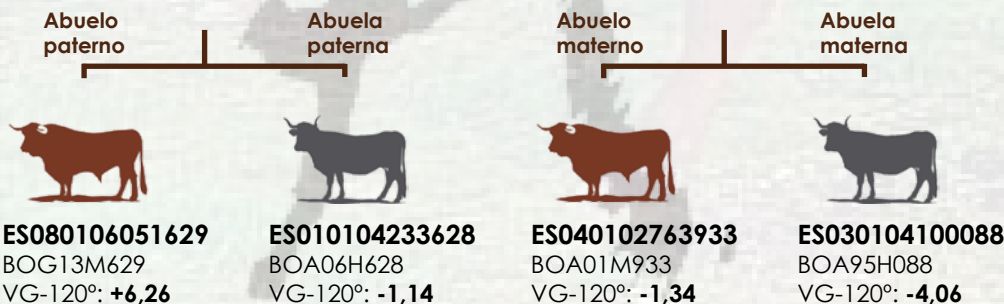 Abuelo
paterno
Abuela
paterna
Abuelo
materno
Abuela
materna
ES080106051629
BOG13M629
VG-120º: +6,26
ES010104233628
BOA06H628
VG-120º: -1,14
ES040102763933
BOA01M933
VG-120º: -1,34
ES030104100088
BOA95H088
VG-120º: -4,06